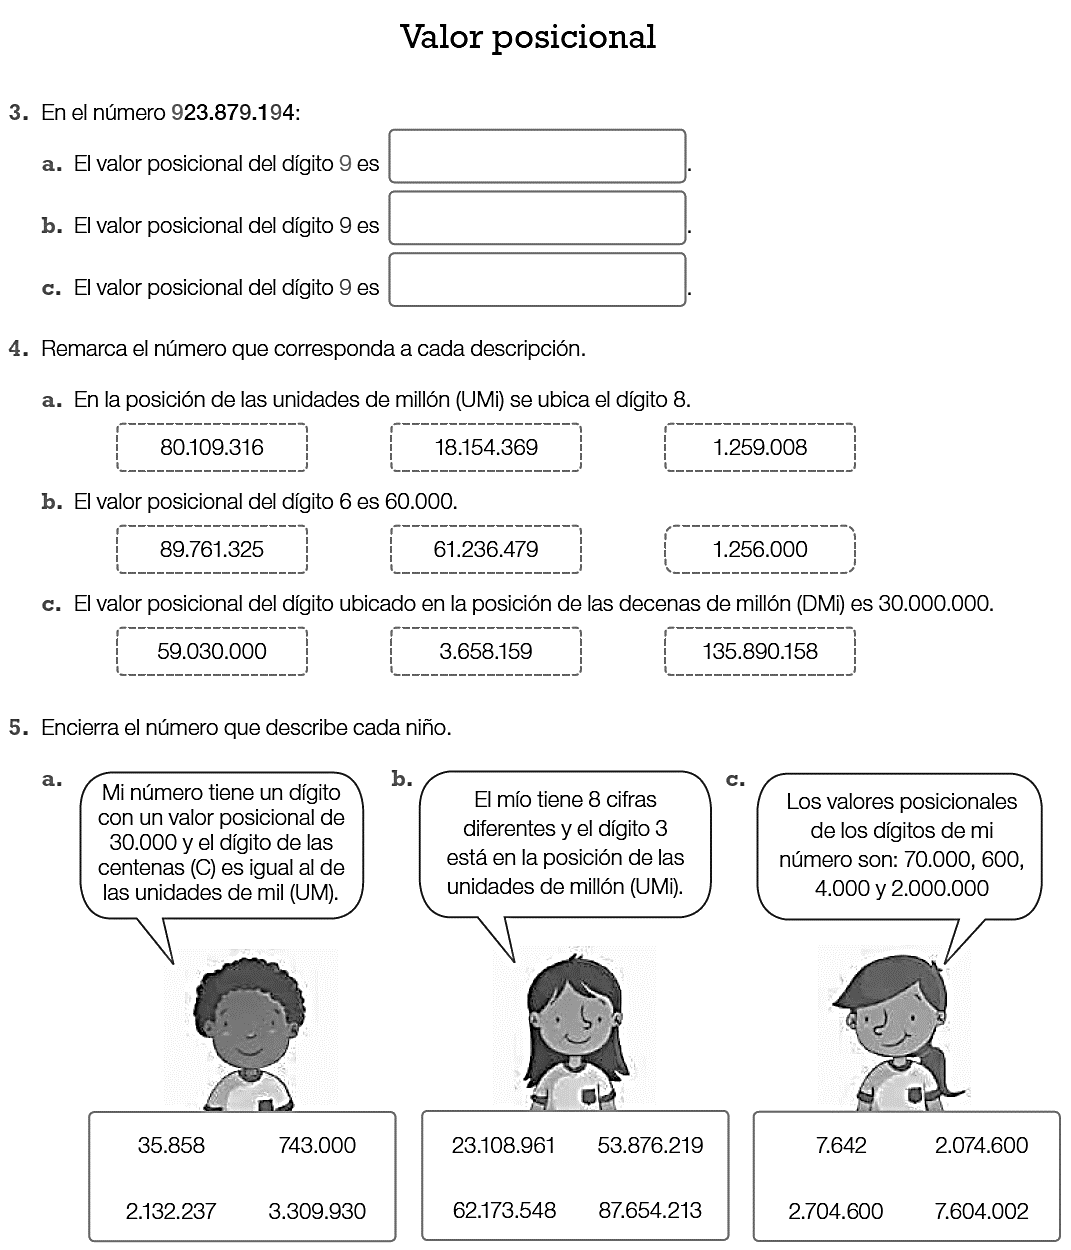 Valor posicional
3. En el número 923.879.194:
a. El valor posicional del dígito 9 es .
b. El valor posicional del dígito 9 es .
c. El valor posicional del dígito 9 es .
4. Remarca el número que corresponda a cada descripción.
a. En la posición de las unidades de millón (UMi) se ubica el dígito 8.
80.109.316 18.154.369 1.259.008
b. El valor posicional del dígito 6 es 60.000.
89.761.325 61.236.479 1.256.000
c. El valor posicional del dígito ubicado en la posición de las decenas de millón (DMi) es 30.000.000.
59.030.000 3.658.159 135.890.158
5. Encierra el número que describe cada niño.
a.
Mi número tiene un dígito
con un valor posicional de
30.000 y el dígito de las
centenas (C) es igual al de
las unidades de mil (UM).
b.
El mío tiene 8 cifras
diferentes y el dígito 3
está en la posición de las
unidades de millón (UMi).
c.
Los valores posicionales
de los dígitos de mi
número son: 70.000, 600,
4.000 y 2.000.000
35.858 743.000
2.132.237 3.309.930
23.108.961 53.876.219
62.173.548 87.654.213
7.642 2.074.600
2.704.600 7.604.002